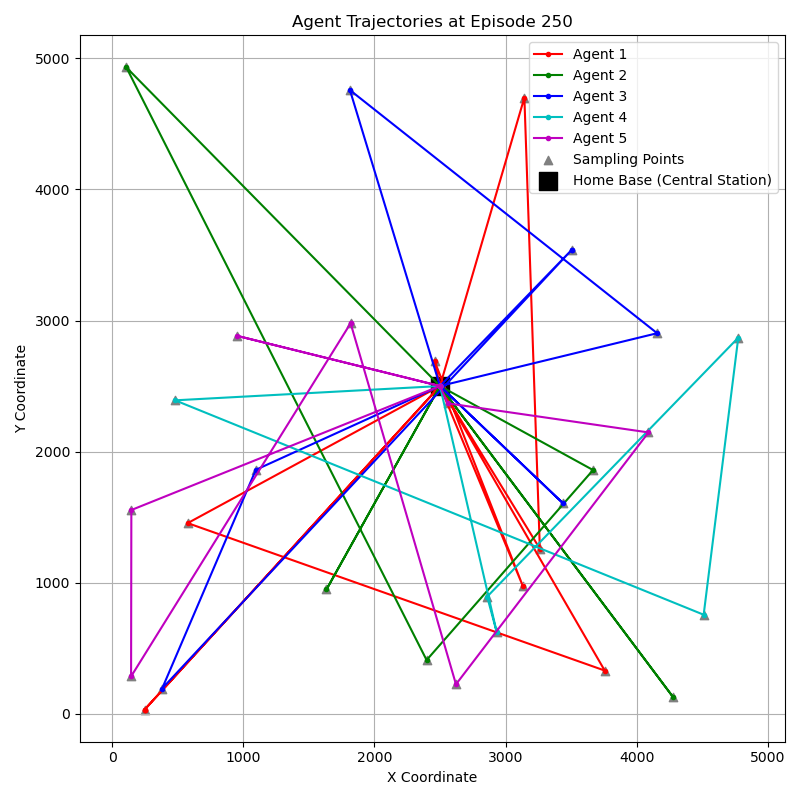 Agent Trajectories at Episode 250
Agent 1
Agent 2
Agent 3
Agent 4
Agent 5
Sampling Points
Home Base (Central Station)
5000
4000
3000
2000
1000
0
Y Coordinate
0 1000 2000 3000 4000 5000
X Coordinate